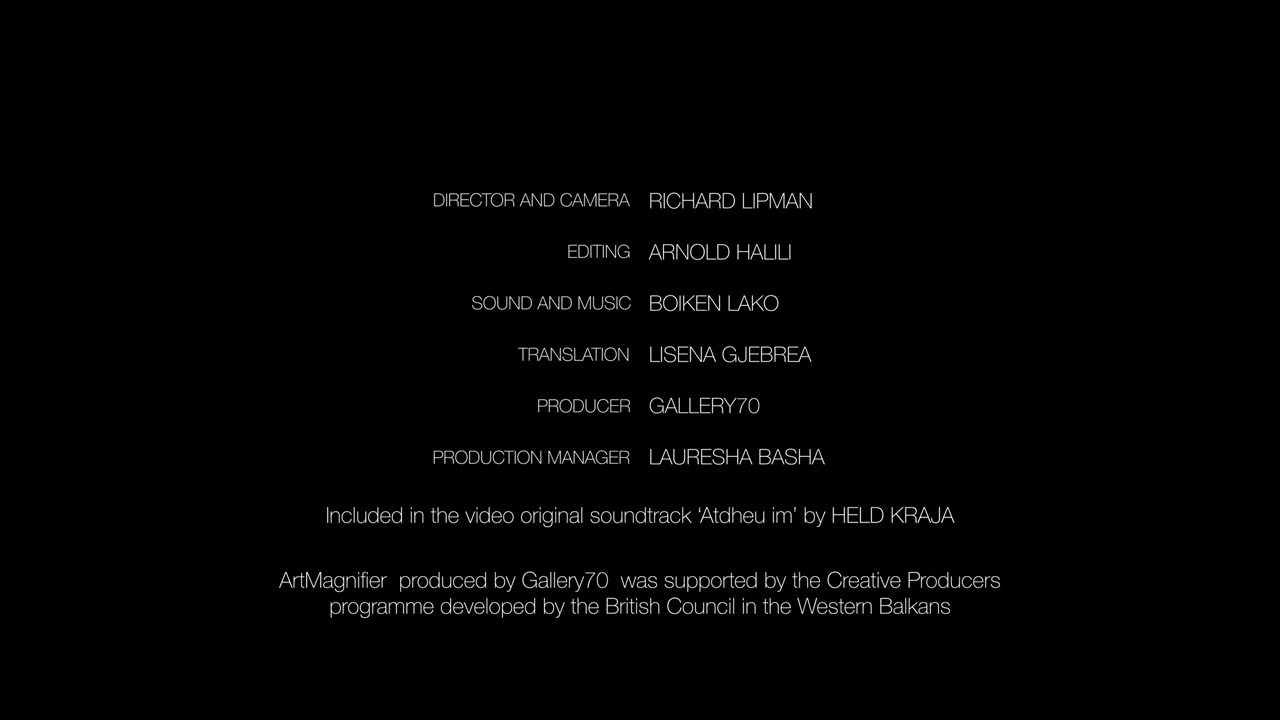 DIRECTOR AND CAMERA RICHARD LIPMAN
EDITING ARNOLD HALILI
SOUND AND MUSIC BOIKEN LAKO
TRANSLATION LISENA GJEBREA
PRODUCER GALLERY70
PRODUCTION MANAGER LAURESHA BASHA
Included in the video original soundtrack ‘Atdheu im’ by HELD KRAJA
ArtMagnifier produced by Gallery70 was supported by the Creative Producers
programme developed by the British Council in the Western Balkans